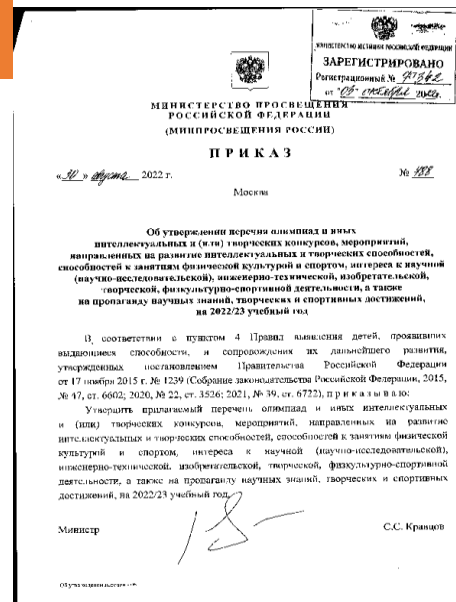 МИНИСТЕРСТВО ЮСТИЦИИ РОССИЙСКОЙ ФЕДЕРАЦИИ
ЗАРЕГИСТРИРОВАНО
Регистрационный №
от октября
МИНИСТЕРСТВО ПРОСВЕЩЕНИЯ
РОССИЙСКОЙ ФЕДЕРАЦИИ
(МИНПРОСВЕЩЕНИЯ РОССИИ)
ПРИКАЗ
«30» августа 2022 г.
№ 788
Москва
Об утверждении перечня олимпиад и иных
интеллектуальных и (или) творческих конкурсов, мероприятий,
направленных на развитие интеллектуальных и творческих способностей,
способностей к занятиям физической культурой и спортом, интереса к научной
(научно-исследовательской), инженерно-технической, изобретательской,
творческой, физкультурно-спортивной деятельности, а также
на пропаганду научных знаний, творческих и спортивных достижений,
на 2022/23 учебный год
В соответствии с пунктом 4 Правил выявления детей, проявивших
выдающиеся способности, и сопровождения их дальнейшего развития,
утвержденных постановлением Правительства Российской Федерации
от 17 ноября 2015 г. № 1239 (Собрание законодательства Российской Федерации, 2015,
№ 47, ст. 6602; 2020, № 22, ст. 3526; 2021, № 39, ст. 6722), п р и к а з ы в а ю:
Утвердить прилагаемый перечень олимпиад и иных интеллектуальных
и (или) творческих конкурсов, мероприятий, направленных на развитие
интеллектуальных и творческих способностей, способностей к занятиям физической
культурой и спортом, интереса к научной (научно-исследовательской),
инженерно-технической, изобретательской, творческой, физкультурно-спортивной
деятельности, а также на пропаганду научных знаний, творческих и спортивных
достижений, на 2022/23 учебный год.
Министр
С.С. Кравцов